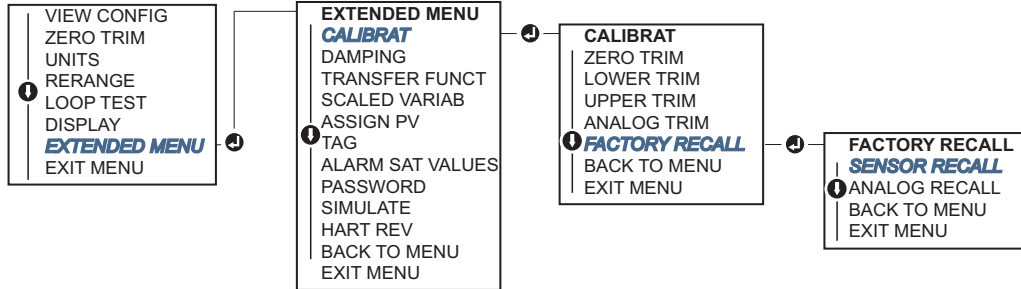 VIEW CONFIG
ZERO TRIM
UNITS
RERANGE
LOOP TEST
DISPLAY
EXTENDED MENU
EXIT MENU
EXTENDED MENU
CALIBRAT
DAMPING
TRANSFER FUNCT
SCALED VARIAB
ASSIGN PV
TAG
ALARM SAT VALUES
PASSWORD
SIMULATE
HART REV
BACK TO MENU
EXIT MENU
CALIBRAT
ZERO TRIM
LOWER TRIM
UPPER TRIM
ANALOG TRIM
FACTORY RECALL
BACK TO MENU
EXIT MENU
FACTORY RECALL
SENSOR RECALL
ANALOG RECALL
BACK TO MENU
EXIT MENU